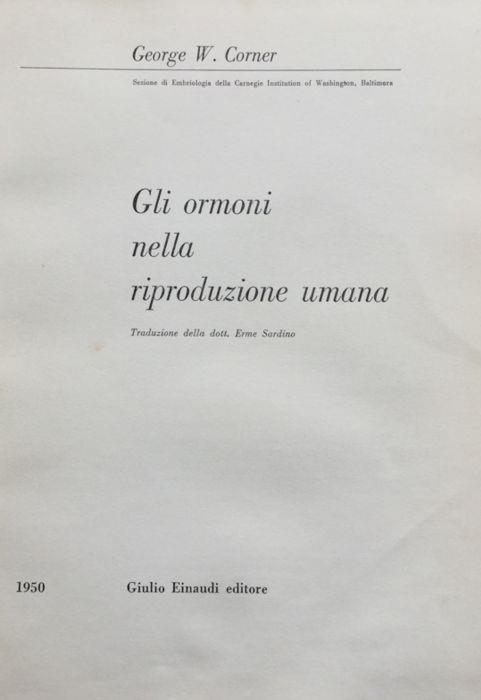 George W. Corner
Sezione di Embriologia della Carnegie Institution of Washington, Baltimora
Gli ormoni
nella
riproduzione umana
Traduzione della dott. Erme Sardino
1950 Giulio Einaudi editore